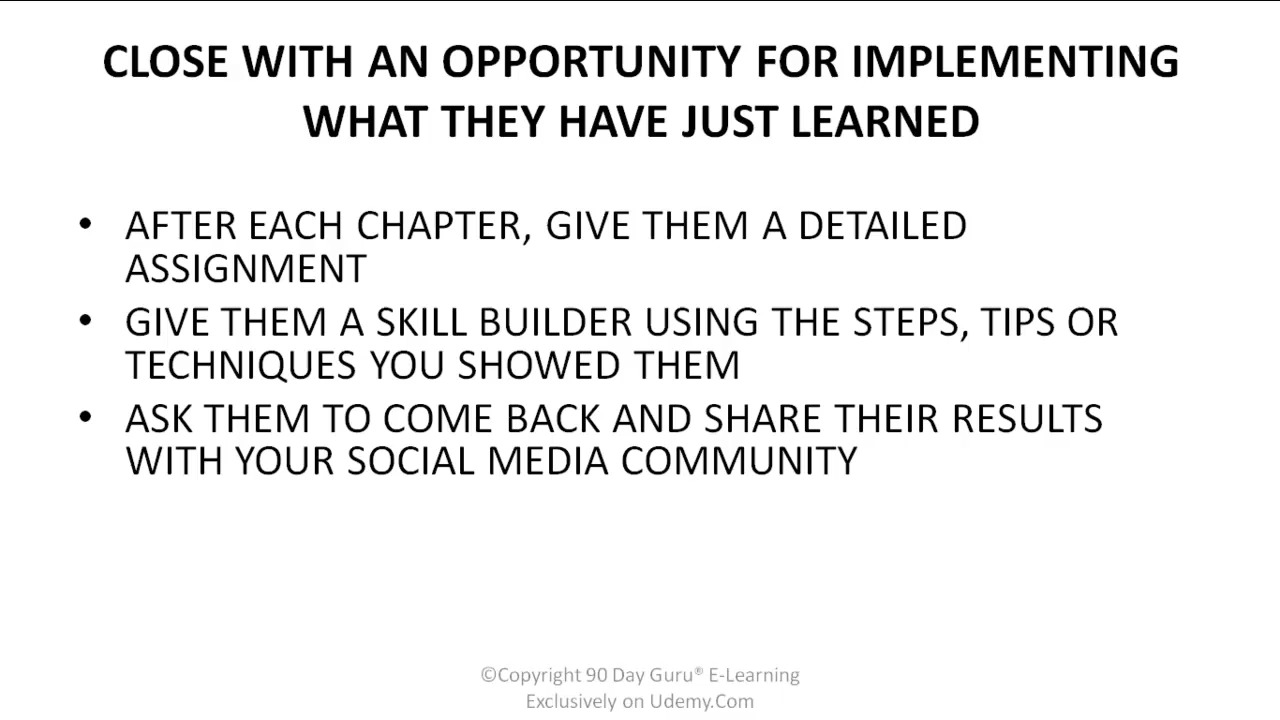 CLOSE WITH AN OPPORTUNITY FOR IMPLEMENTING
WHAT THEY HAVE JUST LEARNED
• AFTER EACH CHAPTER, GIVE THEM A DETAILED
ASSIGNMENT
• GIVE THEM A SKILL BUILDER USING THE STEPS, TIPS OR
TECHNIQUES YOU SHOWED THEM
• ASK THEM TO COME BACK AND SHARE THEIR RESULTS
WITH YOUR SOCIAL MEDIA COMMUNITY
©Copyright 90 Day Guru® E-Learning
Exclusively on Udemy.Com